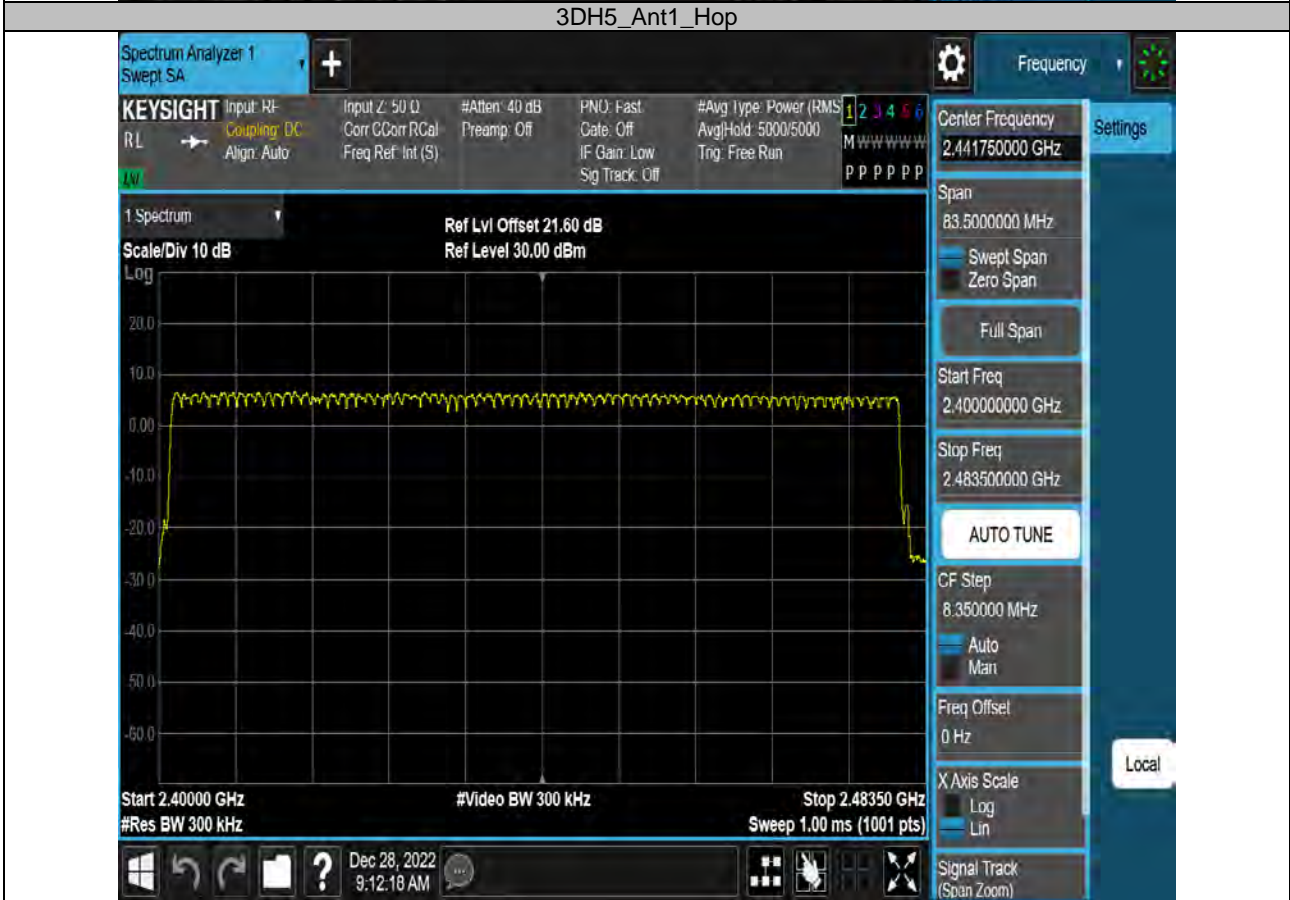 3DH5_Ant1_Hop
Spectrum Analyzer 1
Swept SA
+
Frequency
KEYSIGHT
RL
Input: RF
Coupling: DC
Align: Auto
Input Z: 50 Ω
Corr CCorr RCal
Freq Ref: Int (S)
#Atten: 40 dB
Preamp: Off
PNO: Fast
Gate: Off
IF Gain: Low
Sig Track: Off
#Avg Type: Power (RMS
Avg|Hold: 5000/5000
Trig: Free Run
1 2 3 4 5 6
M W W W W W
P P P P P P
1 Spectrum
Scale/Div 10 dB
Ref Lvl Offset 21.60 dB
Ref Level 30.00 dBm
Log
20.0
10.0
0.00
-10.0
-20.0
-30.0
-40.0
-50.0
-60.0
Start 2.40000 GHz
#Res BW 300 kHz
#Video BW 300 kHz
Stop 2.48350 GHz
Sweep 1.00 ms (1001 pts)
Dec 28, 2022
9:12:18 AM
?
Center Frequency
2.441750000 GHz
Settings
Span
83.5000000 MHz
Swept Span
Zero Span
Full Span
Start Freq
2.400000000 GHz
Stop Freq
2.483500000 GHz
AUTO TUNE
CF Step
8.350000 MHz
Auto
Man
Freq Offset
0 Hz
X Axis Scale
Log
Lin
Local
Signal Track
(Span Zoom)